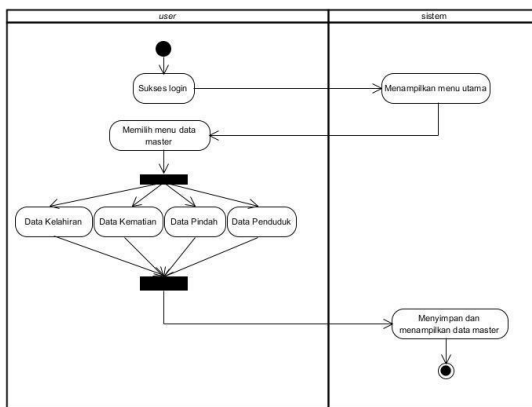 user
sistem
Sukses login
Menampilkan menu utama
Memilih menu data
master
Data Kelahiran
Data Kematian
Data Pindah
Data Penduduk
Menyimpan dan
menampilkan data master